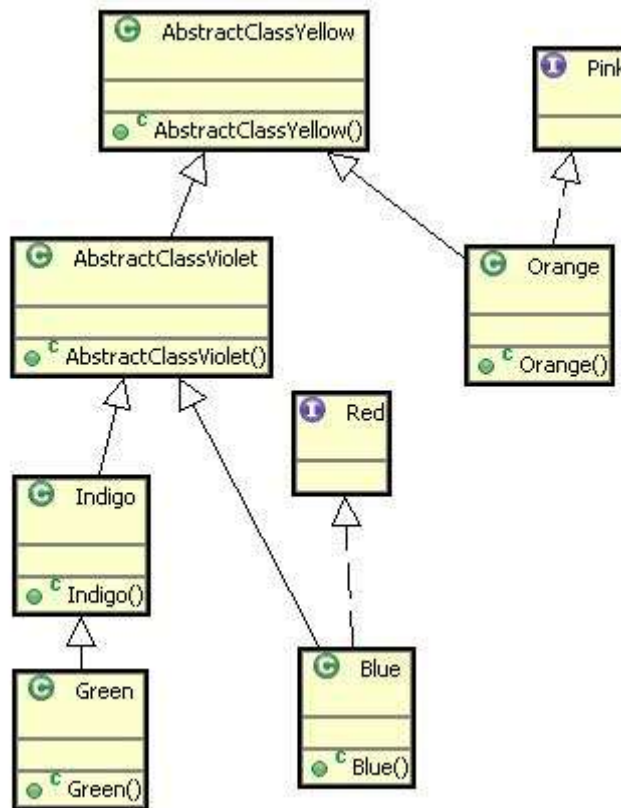 C AbstractClassYellow
C AbstractClassYellow()
I Pink
C AbstractClassViolet
C AbstractClassViolet()
C Orange
C Orange()
I Red
C Indigo
C Indigo()
C Green
C Green()
C Blue
C Blue()